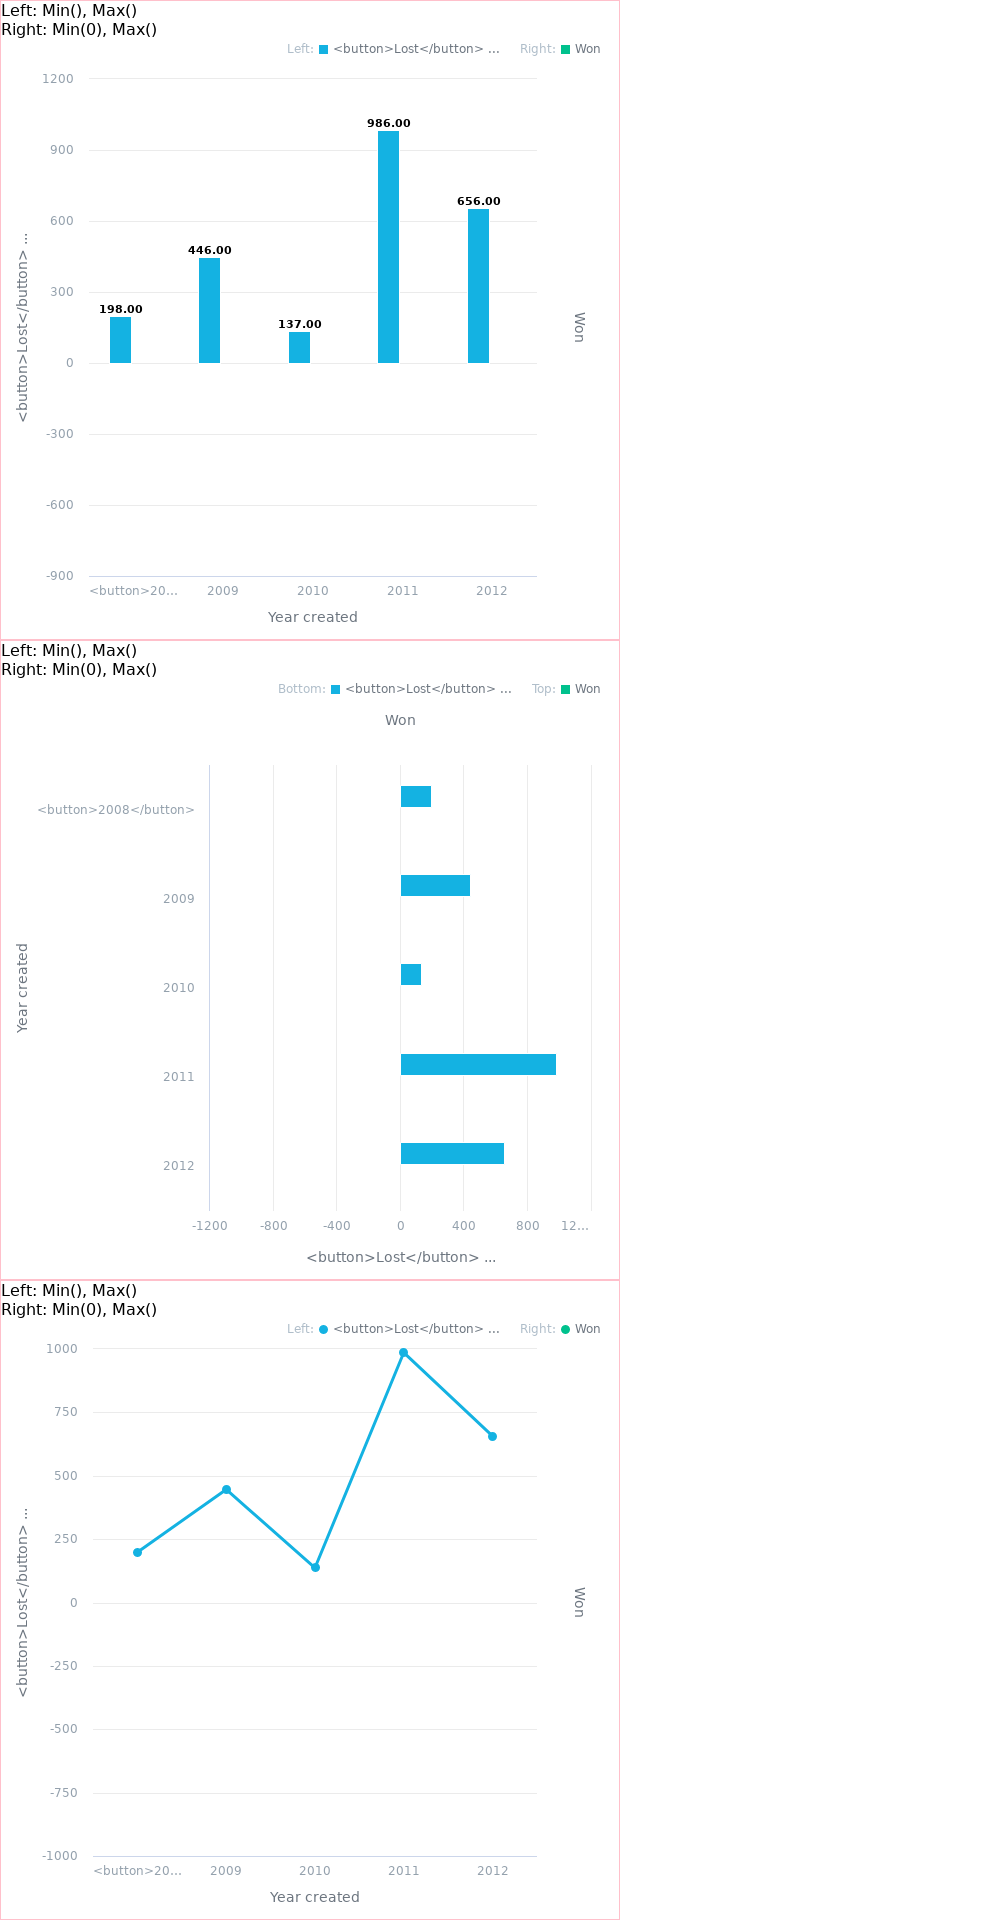 Left: Min(), Max()
Right: Min(0), Max()
Left: <button>Lost</button> ... Right: Won
1200
986.00
900
656.00
600
446.00
300
198.00
137.00
0
-300
-600
-900
<button>Lost</button> ...
Won
<button>20... 2009 2010 2011 2012
Year created
Left: Min(), Max()
Right: Min(0), Max()
Bottom: <button>Lost</button> ... Top: Won
Won
<button>2008</button>
2009
2010
2011
2012
Year created
-1200 -800 -400 0 400 800 12...
<button>Lost</button> ...
Left: Min(), Max()
Right: Min(0), Max()
Left: <button>Lost</button> ... Right: Won
1000
750
500
250
0
-250
-500
-750
-1000
<button>Lost</button> ...
Won
<button>20... 2009 2010 2011 2012
Year created